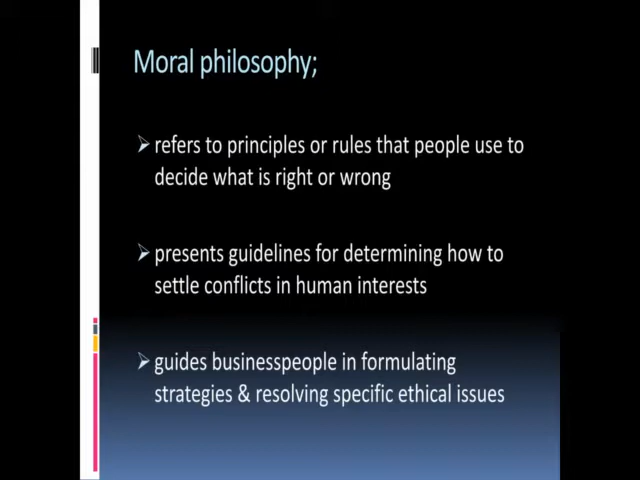 Moral philosophy;
refers to principles or rules that people use to
decide what is right or wrong
presents guidelines for determining how to
settle conflicts in human interests
guides businesspeople in formulating
strategies & resolving specific ethical issues